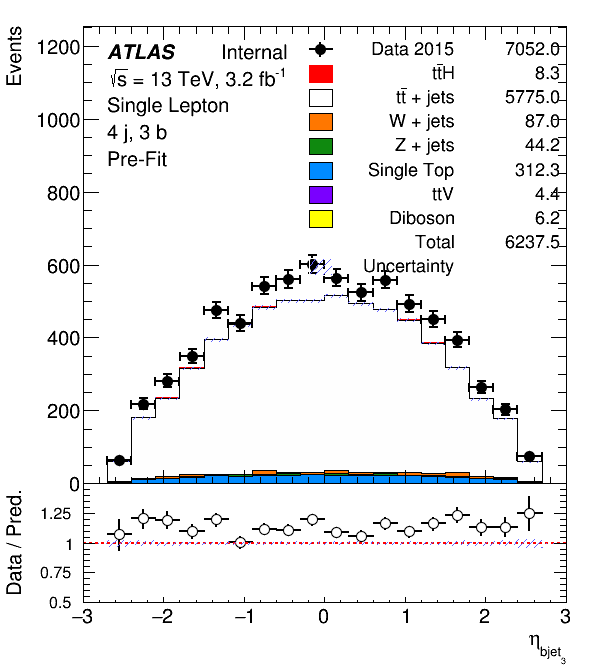 Events
1200
1000
800
600
400
200
0
ATLAS Internal
√s = 13 TeV, 3.2 fb⁻¹
Single Lepton
4 j, 3 b
Pre-Fit
Data 2015 7052.0
tt̄H 8.3
tt̄ + jets 5775.0
W + jets 87.0
Z + jets 44.2
Single Top 312.3
ttV 4.4
Diboson 6.2
Total 6237.5
Uncertainty
Data / Pred.
1.25
1
0.75
0.5
−3 −2 −1 0 1 2 3
η_bjet_3